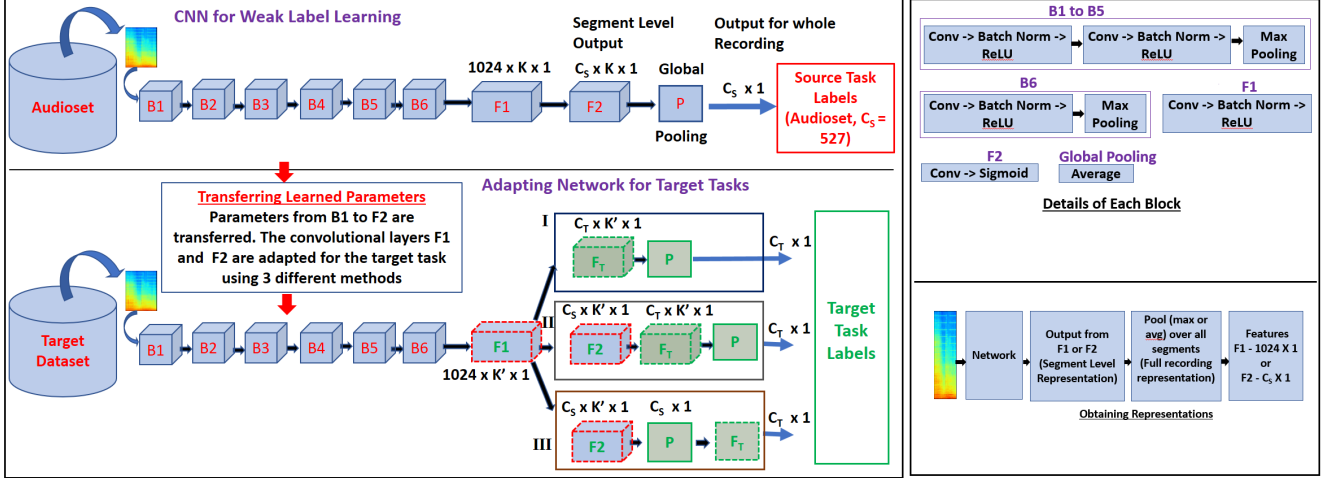 CNN for Weak Label Learning
Audioset
B1
B2
B3
B4
B5
B6
1024 x K x 1
F1
Segment Level
Output
C_S x K x 1
F2
Global
P
Pooling
Output for whole
Recording
C_S x 1
Source Task
Labels
(Audioset, C_S =
527)
Transferring Learned Parameters
Parameters from B1 to F2 are
transferred. The convolutional layers F1
and F2 are adapted for the target task
using 3 different methods
Adapting Network for Target Tasks
Target
Dataset
B1
B2
B3
B4
B5
B6
F1
1024 x K' x 1
I
C_T x K' x 1
F_T
P
C_T x 1
II
C_S x K' x 1
C_T x K' x 1
F2
F_T
P
C_T x 1
III
C_S x K' x 1
C_S x 1
F2
P
F_T
C_T x 1
Target
Task
Labels
B1 to B5
Conv -> Batch Norm ->
ReLU
Conv -> Batch Norm ->
ReLU
Max
Pooling
B6
Conv -> Batch Norm ->
ReLU
Max
Pooling
F1
Conv -> Batch Norm ->
ReLU
F2
Conv -> Sigmoid
Global Pooling
Average
Details of Each Block
Network
Output from
F1 or F2
(Segment Level
Representation)
Pool (max or
avg) over all
segments
(Full recording
representation)
Features
F1 - 1024 X 1
or
F2 - C_S X 1
Obtaining Representations